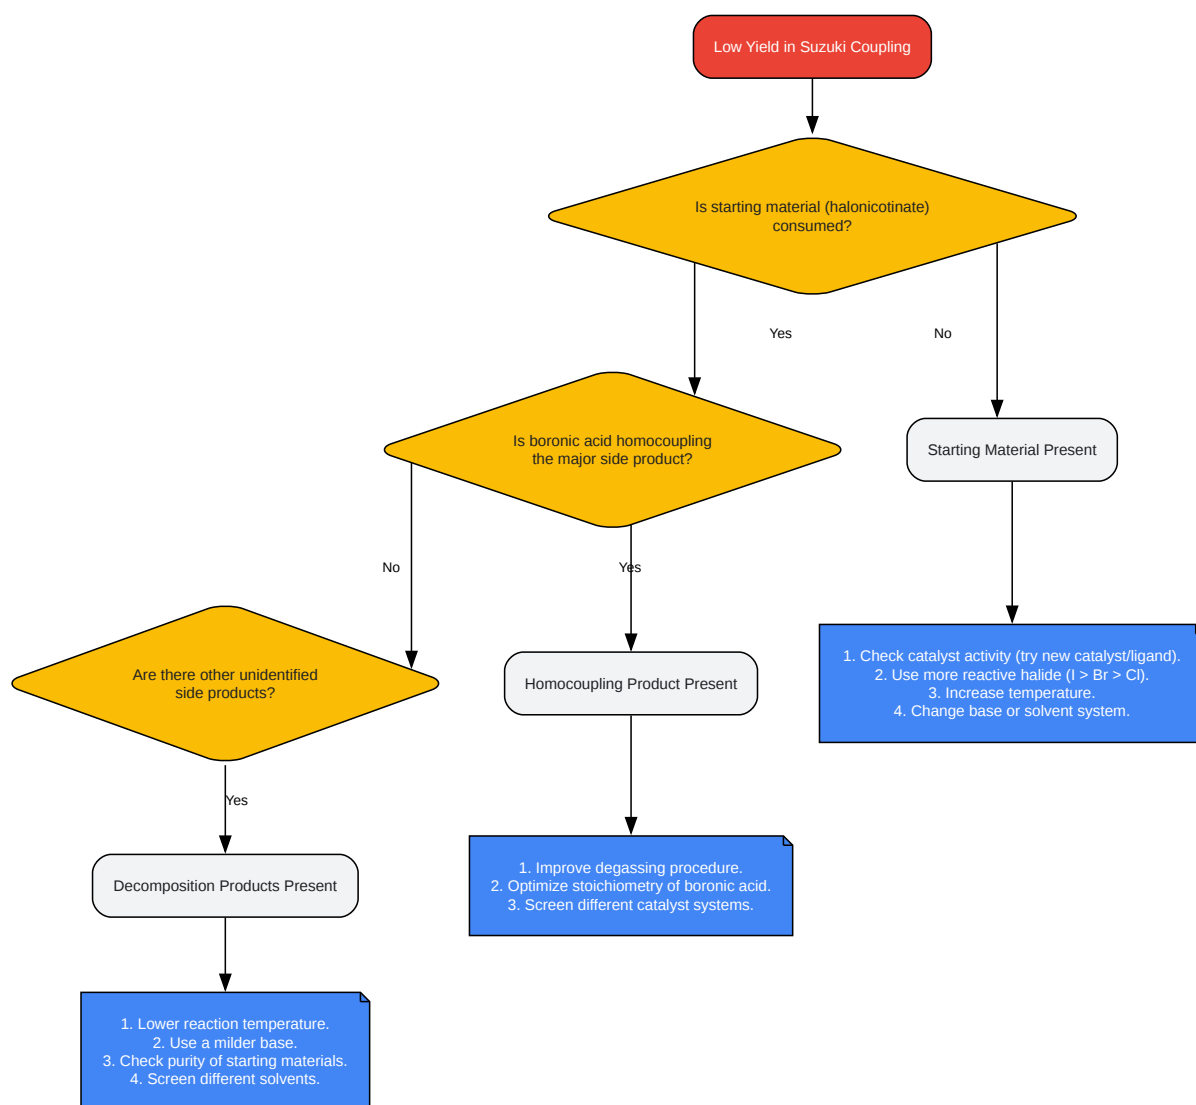 Low Yield in Suzuki Coupling
Is starting material (halonicotinate)
consumed?
Yes
No
Is boronic acid homocoupling
the major side product?
Starting Material Present
No
Yes
Are there other unidentified
side products?
Homocoupling Product Present
1. Check catalyst activity (try new catalyst/ligand).
2. Use more reactive halide (I > Br > Cl).
3. Increase temperature.
4. Change base or solvent system.
Yes
Decomposition Products Present
1. Improve degassing procedure.
2. Optimize stoichiometry of boronic acid.
3. Screen different catalyst systems.
1. Lower reaction temperature.
2. Use a milder base.
3. Check purity of starting materials.
4. Screen different solvents.